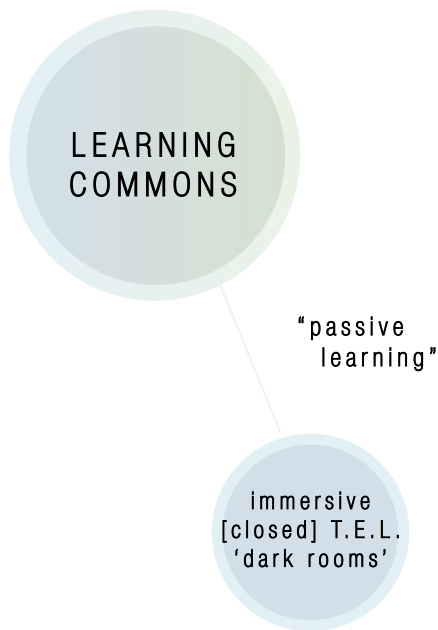 LEARNING
COMMONS
“passive
learning”
immersive
[closed] T.E.L.
‘dark rooms’